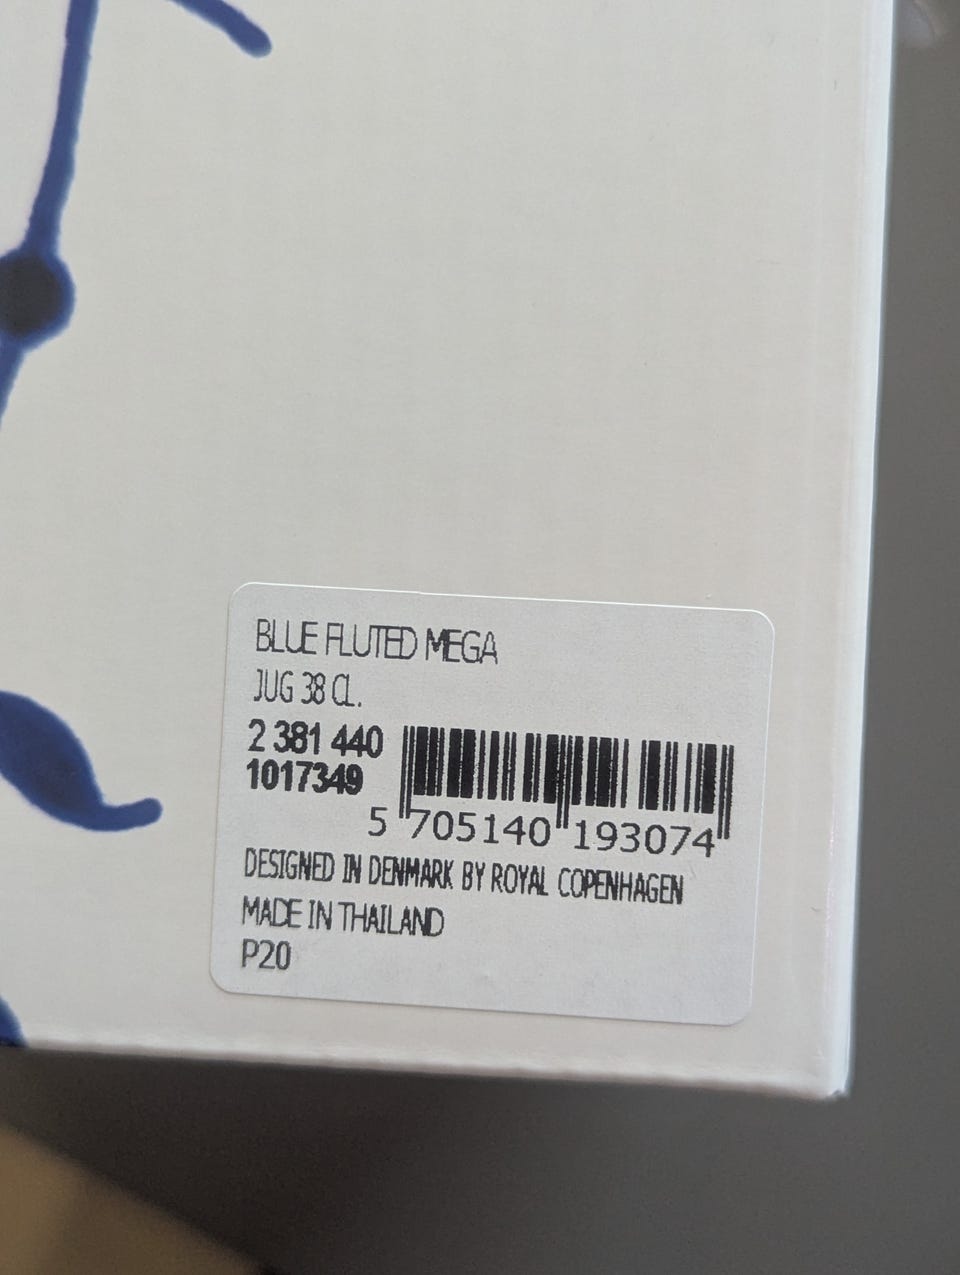 BLUE FLUTED MEGA
JUG 38 CL.
2 381 440
1017349
5 705140 193074
DESIGNED IN DENMARK BY ROYAL COPENHAGEN
MADE IN THAILAND
P20